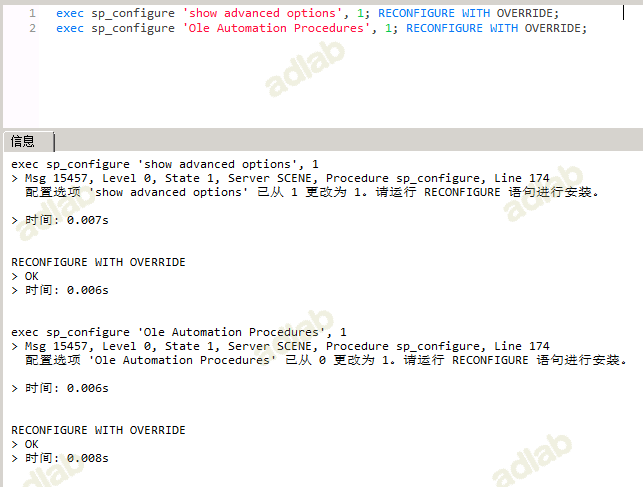 1 exec sp_configure 'show advanced options', 1; RECONFIGURE WITH OVERRIDE;
2 exec sp_configure 'Ole Automation Procedures', 1; RECONFIGURE WITH OVERRIDE;
adlab
信息
exec sp_configure 'show advanced options', 1
> Msg 15457, Level 0, State 1, Server SCENE, Procedure sp_configure, Line 174
配置选项 'show advanced options' 已从 1 更改为 1。请运行 RECONFIGURE 语句进行安装。
adlab
adlab
> 时间: 0.007s
RECONFIGURE WITH OVERRIDE
> OK
> 时间: 0.006s
exec sp_configure 'Ole Automation Procedures', 1
adlab
> Msg 15457, Level 0, State 1, Server SCENE, Procedure sp_configure, Line 174
配置选项 'Ole Automation Procedures' 已从 0 更改为 1。请运行 RECONFIGURE 语句进行安装。
> 时间: 0.006s
RECONFIGURE WITH OVERRIDE
> OK
> 时间: 0.008s
adlab
adlab